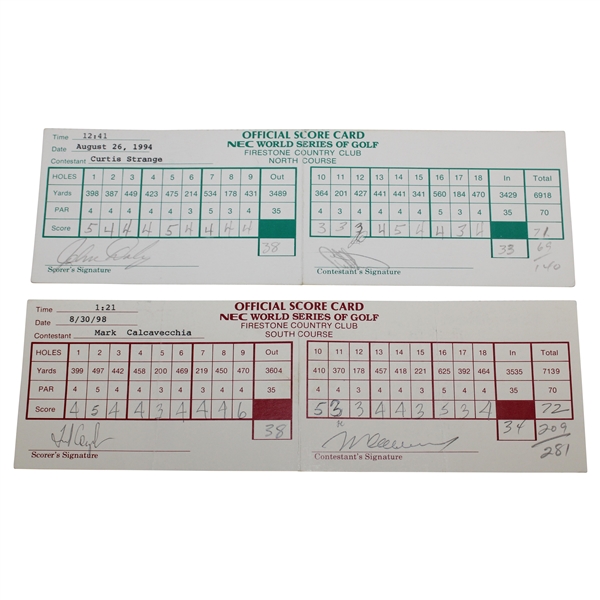 Time 12:41
Date August 26, 1994
Contestant Curtis Strange
OFFICIAL SCORE CARD
NEC WORLD SERIES OF GOLF
FIRESTONE COUNTRY CLUB
NORTH COURSE
HOLES 1 2 3 4 5 6 7 8 9 Out 10 11 12 13 14 15 16 17 18 In Total
Yards 398 387 449 423 475 214 534 178 431 3489 364 201 427 441 441 341 560 184 470 3429 6918
PAR 4 4 4 4 4 3 5 3 4 35 4 3 4 4 4 4 5 3 4 35 70
Score 5 4 4 4 5 4 4 4 4 3 3 3 4 5 4 4 3 4 71
38 33 69
140
Scorer's Signature Contestant's Signature
Time 1:21
Date 8/30/98
Contestant Mark Calcavecchia
OFFICIAL SCORE CARD
NEC WORLD SERIES OF GOLF
FIRESTONE COUNTRY CLUB
SOUTH COURSE
HOLES 1 2 3 4 5 6 7 8 9 Out 10 11 12 13 14 15 16 17 18 In Total
Yards 399 497 442 458 200 469 219 450 470 3604 410 370 178 457 418 221 625 392 464 3535 7139
PAR 4 5 4 4 3 4 3 4 4 35 4 4 3 4 4 3 5 4 4 35 70
Score 4 5 4 4 3 4 4 4 6 5 3 3 4 4 3 5 3 4 72
38 34 209
281
Scorer's Signature Contestant's Signature